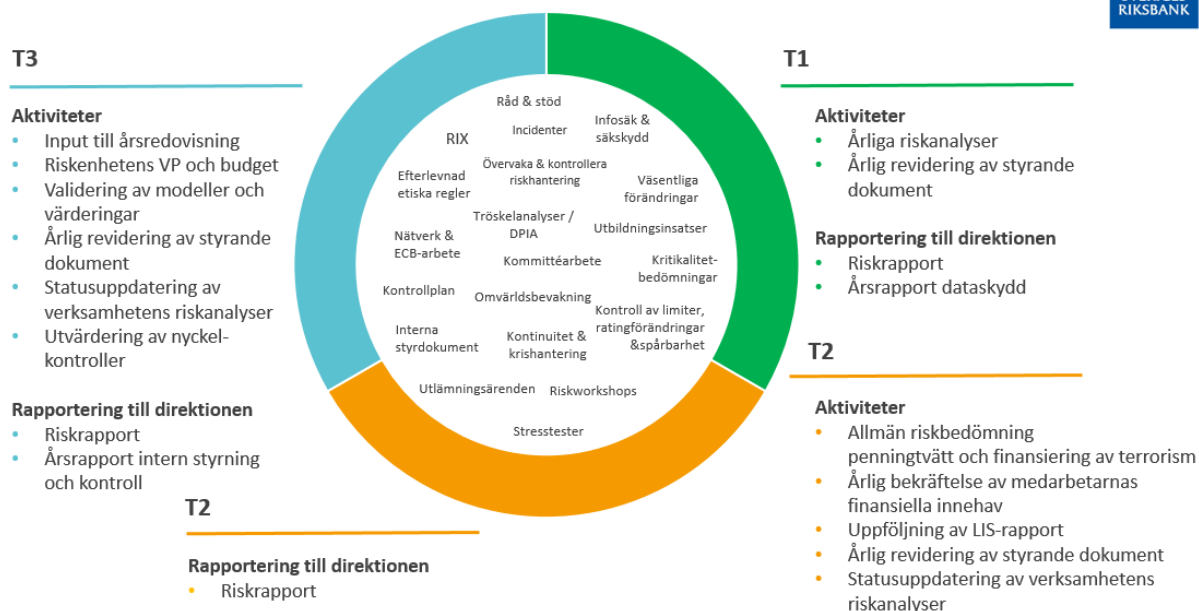 RIKSBANK
T3
Aktiviteter
• Input till årsredovisning
• Riskenhetens VP och budget
• Validering av modeller och
värderingar
• Årlig revidering av styrande
dokument
• Statusuppdatering av
verksamhetens riskanalyser
• Utvärdering av nyckel-
kontroller
Rapportering till direktionen
• Riskrapport
• Årsrapport intern styrning
och kontroll
Råd & stöd
RIX
Incidenter
Infosäk &
säkskydd
Efterlevnad
etiska regler
Övervaka & kontrollera
riskhantering
Väsentliga
förändringar
Tröskelanalyser /
DPIA
Utbildningsinsatser
Nätverk &
ECB-arbete
Kommittéarbete
Kritikalitet-
bedömningar
Kontrollplan
Omvärldsbevakning
Kontroll av limiter,
ratingförändringar
&spårbarhet
Interna
styrdokument
Kontinuitet &
krishantering
Utlämningsärenden
Riskworkshops
Stresstester
T1
Aktiviteter
• Årliga riskanalyser
• Årlig revidering av styrande
dokument
Rapportering till direktionen
• Riskrapport
• Årsrapport dataskydd
T2
Aktiviteter
• Allmän riskbedömning
penningtvätt och finansiering av terrorism
• Årlig bekräftelse av medarbetarnas
finansiella innehav
• Uppföljning av LIS-rapport
• Årlig revidering av styrande dokument
• Statusuppdatering av verksamhetens
riskanalyser
T2
Rapportering till direktionen
• Riskrapport